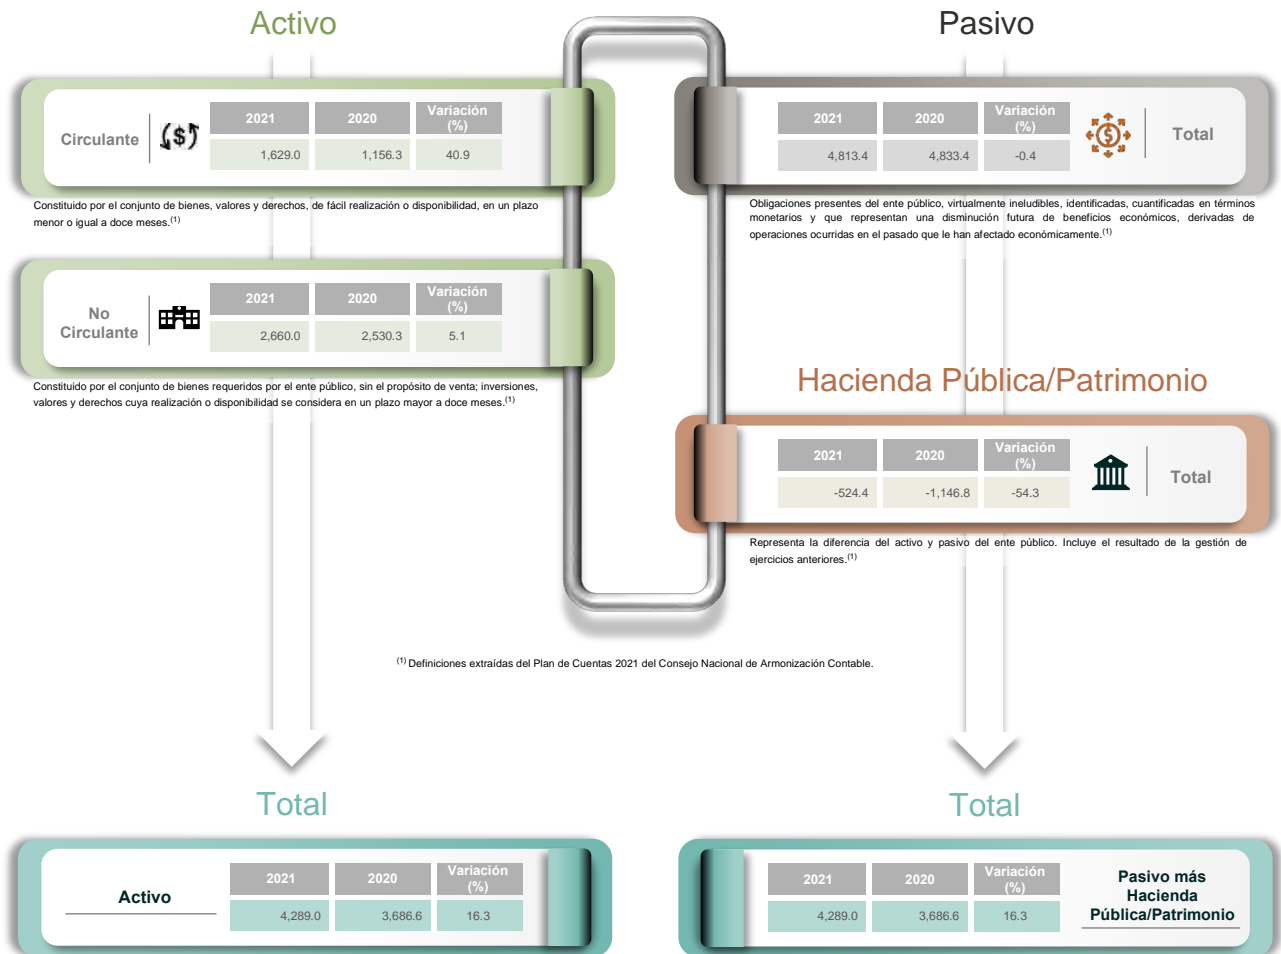 Activo
Circulante
2021 2020 Variación (%)
1,629.0 1,156.3 40.9
Constituido por el conjunto de bienes, valores y derechos, de fácil realización o disponibilidad, en un plazo
menor o igual a doce meses.(1)
No
Circulante
2021 2020 Variación (%)
2,660.0 2,530.3 5.1
Constituido por el conjunto de bienes requeridos por el ente público, sin el propósito de venta; inversiones,
valores y derechos cuya realización o disponibilidad se considera en un plazo mayor a doce meses.(1)
Pasivo
2021 2020 Variación (%)
4,813.4 4,833.4 -0.4
Total
Obligaciones presentes del ente público, virtualmente ineludibles, identificadas, cuantificadas en términos
monetarios y que representan una disminución futura de beneficios económicos, derivadas de
operaciones ocurridas en el pasado que le han afectado económicamente.(1)
Hacienda Pública/Patrimonio
2021 2020 Variación (%)
-524.4 -1,146.8 -54.3
Total
Representa la diferencia del activo y pasivo del ente público. Incluye el resultado de la gestión de
ejercicios anteriores.(1)
(1) Definiciones extraídas del Plan de Cuentas 2021 del Consejo Nacional de Armonización Contable.
Total
Activo
2021 2020 Variación (%)
4,289.0 3,686.6 16.3
Total
2021 2020 Variación (%)
4,289.0 3,686.6 16.3
Pasivo más
Hacienda
Pública/Patrimonio